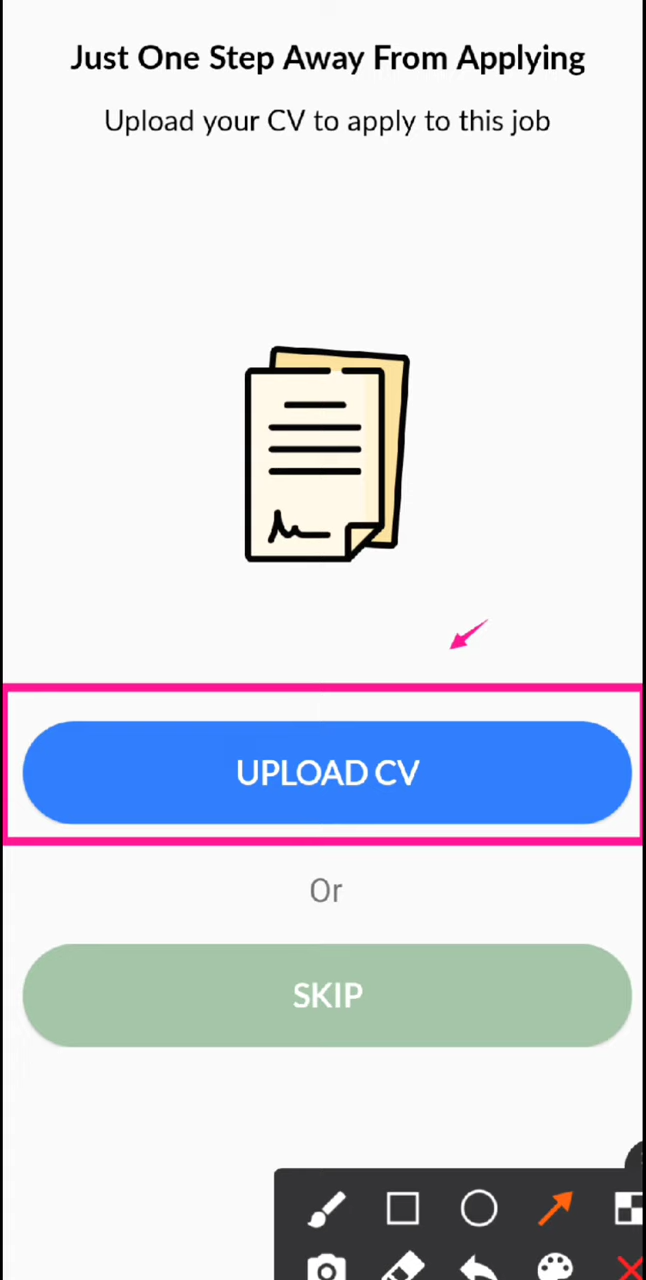 Just One Step Away From Applying
Upload your CV to apply to this job
UPLOAD CV
Or
SKIP